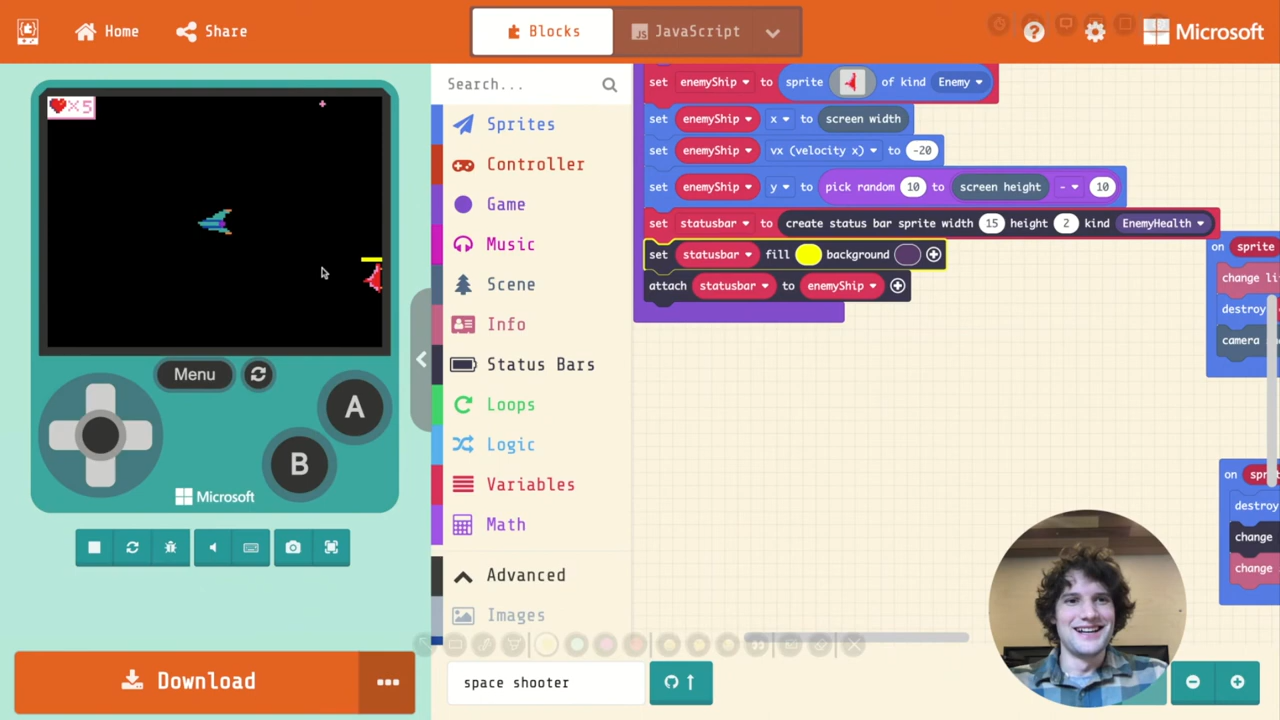 Home
Share
Blocks
JavaScript
?
Microsoft
×5
Menu
A
B
Microsoft
Download
Search...
Sprites
Controller
Game
Music
Scene
Info
Status Bars
Loops
Logic
Variables
Math
Advanced
Images
space shooter
set enemyShip to sprite of kind Enemy
set enemyShip x to screen width
set enemyShip vx (velocity x) to -20
set enemyShip y to pick random 10 to screen height - 10
set statusbar to create status bar sprite width 15 height 2 kind EnemyHealth
set statusbar fill background
attach statusbar to enemyShip
on sprite
change
destroy
camera
on
destroy
change
change